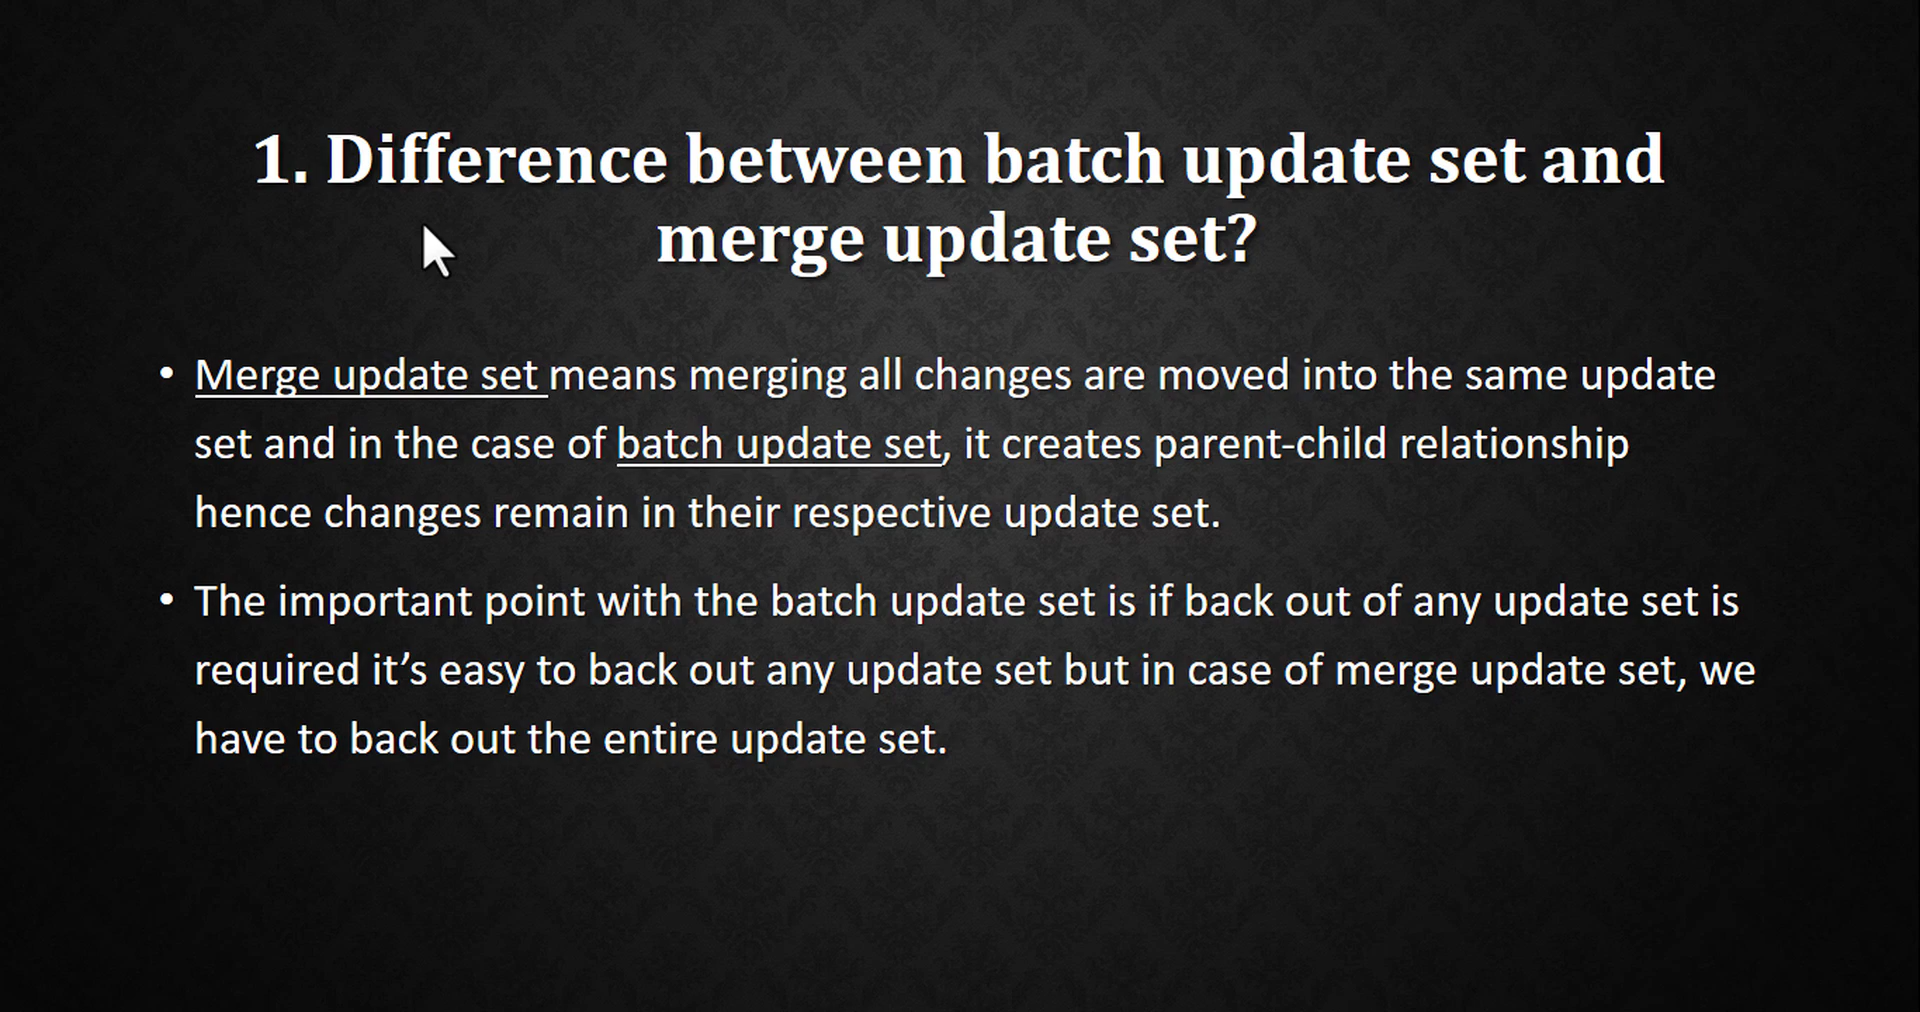 1. Difference between batch update set and
merge update set?
• Merge update set means merging all changes are moved into the same update
set and in the case of batch update set, it creates parent-child relationship
hence changes remain in their respective update set.
• The important point with the batch update set is if back out of any update set is
required it’s easy to back out any update set but in case of merge update set, we
have to back out the entire update set.